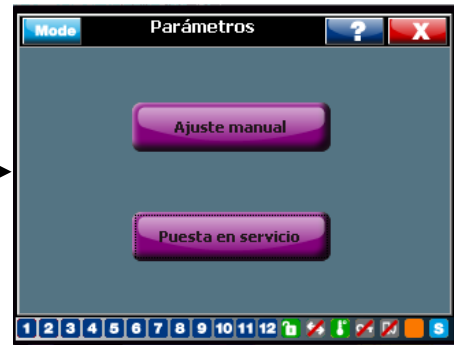 Mode Parámetros ? X
Ajuste manual
Puesta en servicio
1 2 3 4 5 6 7 8 9 10 11 12 S